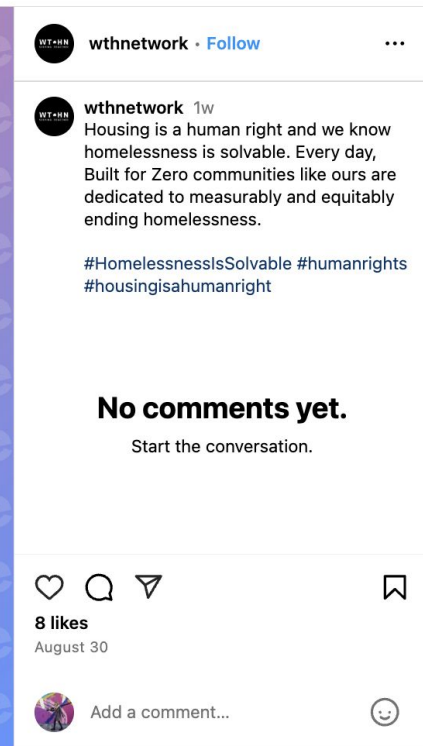 WT•HN
wthnetwork • Follow
...
WT•HN
wthnetwork 1w
Housing is a human right and we know
homelessness is solvable. Every day,
Built for Zero communities like ours are
dedicated to measurably and equitably
ending homelessness.
#HomelessnessIsSolvable #humanrights
#housingisahumanright
No comments yet.
Start the conversation.
8 likes
August 30
Add a comment...